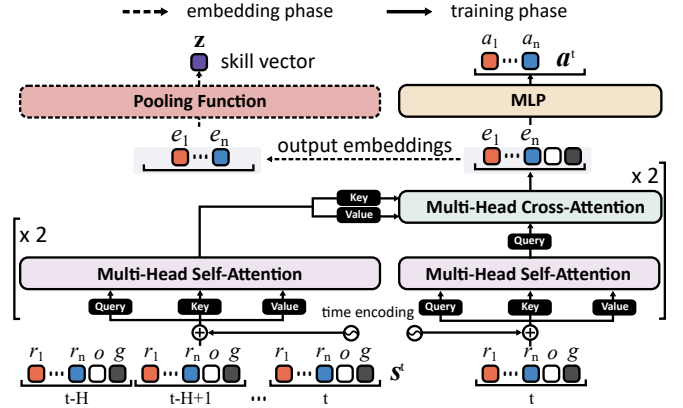 embedding phase training phase
z skill vector
a₁ ... aₙ aᵗ
Pooling Function MLP
e₁ ... eₙ output embeddings e₁ ... eₙ
x 2
Key
Value
Multi-Head Cross-Attention
x 2
Query
Multi-Head Self-Attention Multi-Head Self-Attention
Query Key Value Query Key Value
time encoding
r₁ rₙ o g r₁ rₙ o g r₁ rₙ o g r₁ rₙ o g
... ... ... sᵗ ...
t-H t-H+1 ... t t